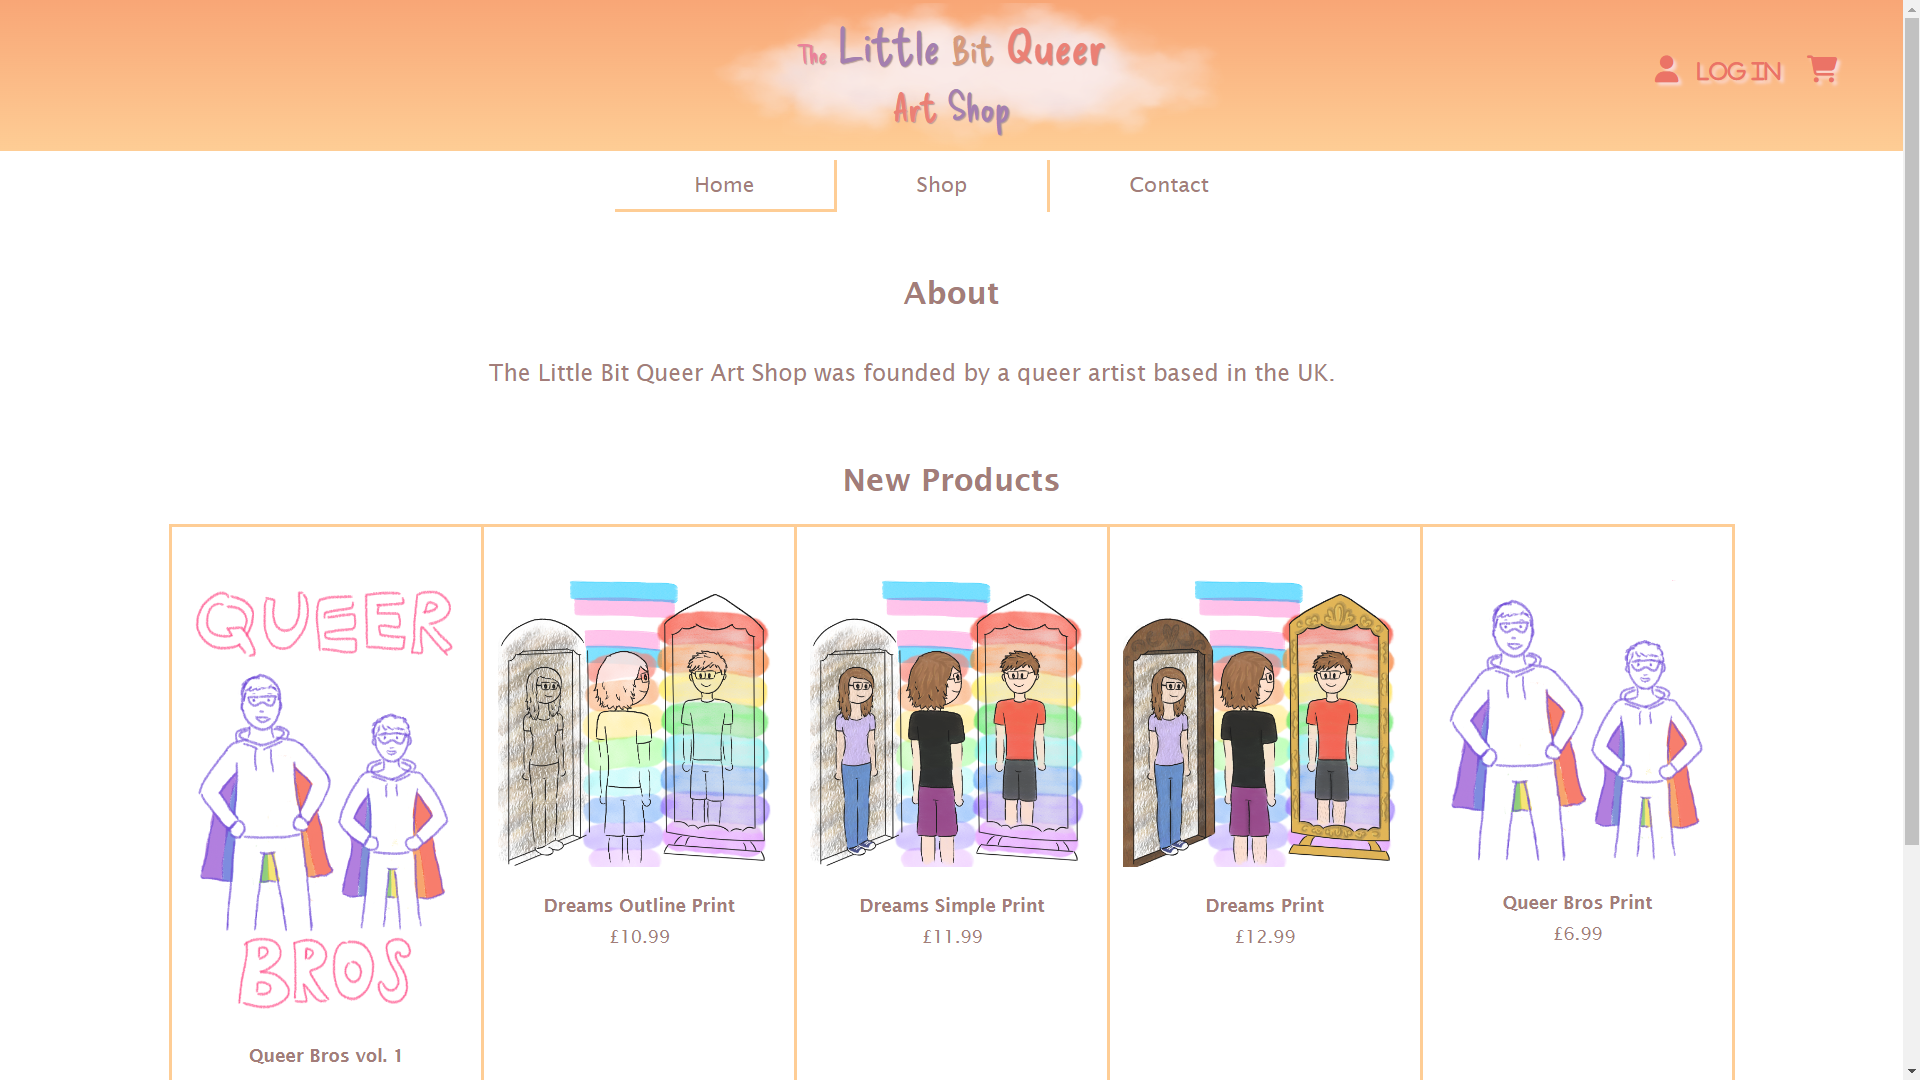 The Little Bit Queer
Art Shop
LOG IN
Home
Shop
Contact
About
The Little Bit Queer Art Shop was founded by a queer artist based in the UK.
New Products
QUEER
BROS
Queer Bros vol. 1
Dreams Outline Print
£10.99
Dreams Simple Print
£11.99
Dreams Print
£12.99
Queer Bros Print
£6.99